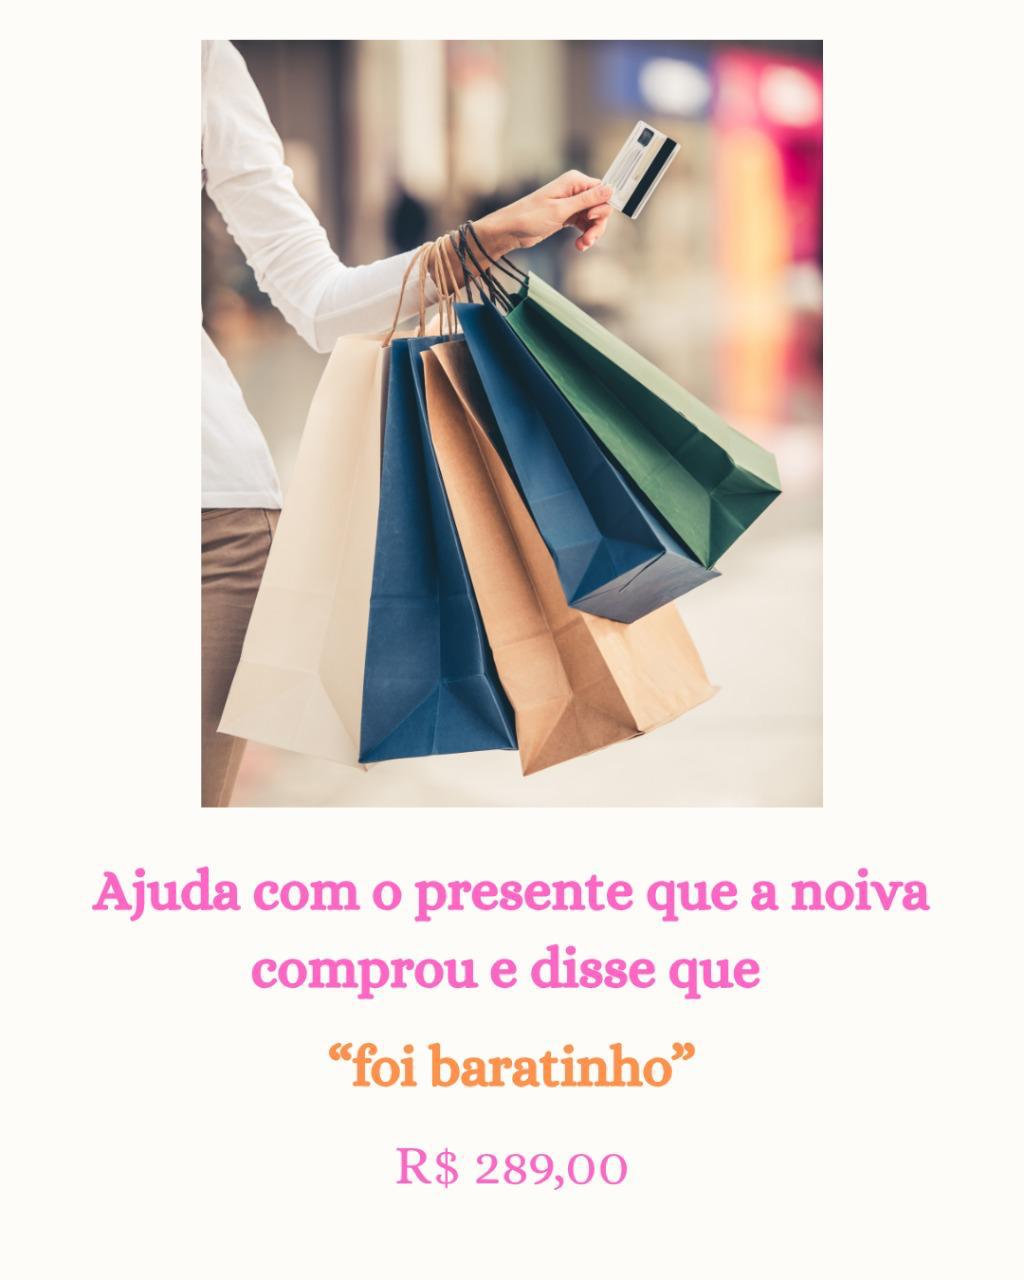 Ajuda com o presente que a noiva
comprou e disse que
“foi baratinho”
R$ 289,00